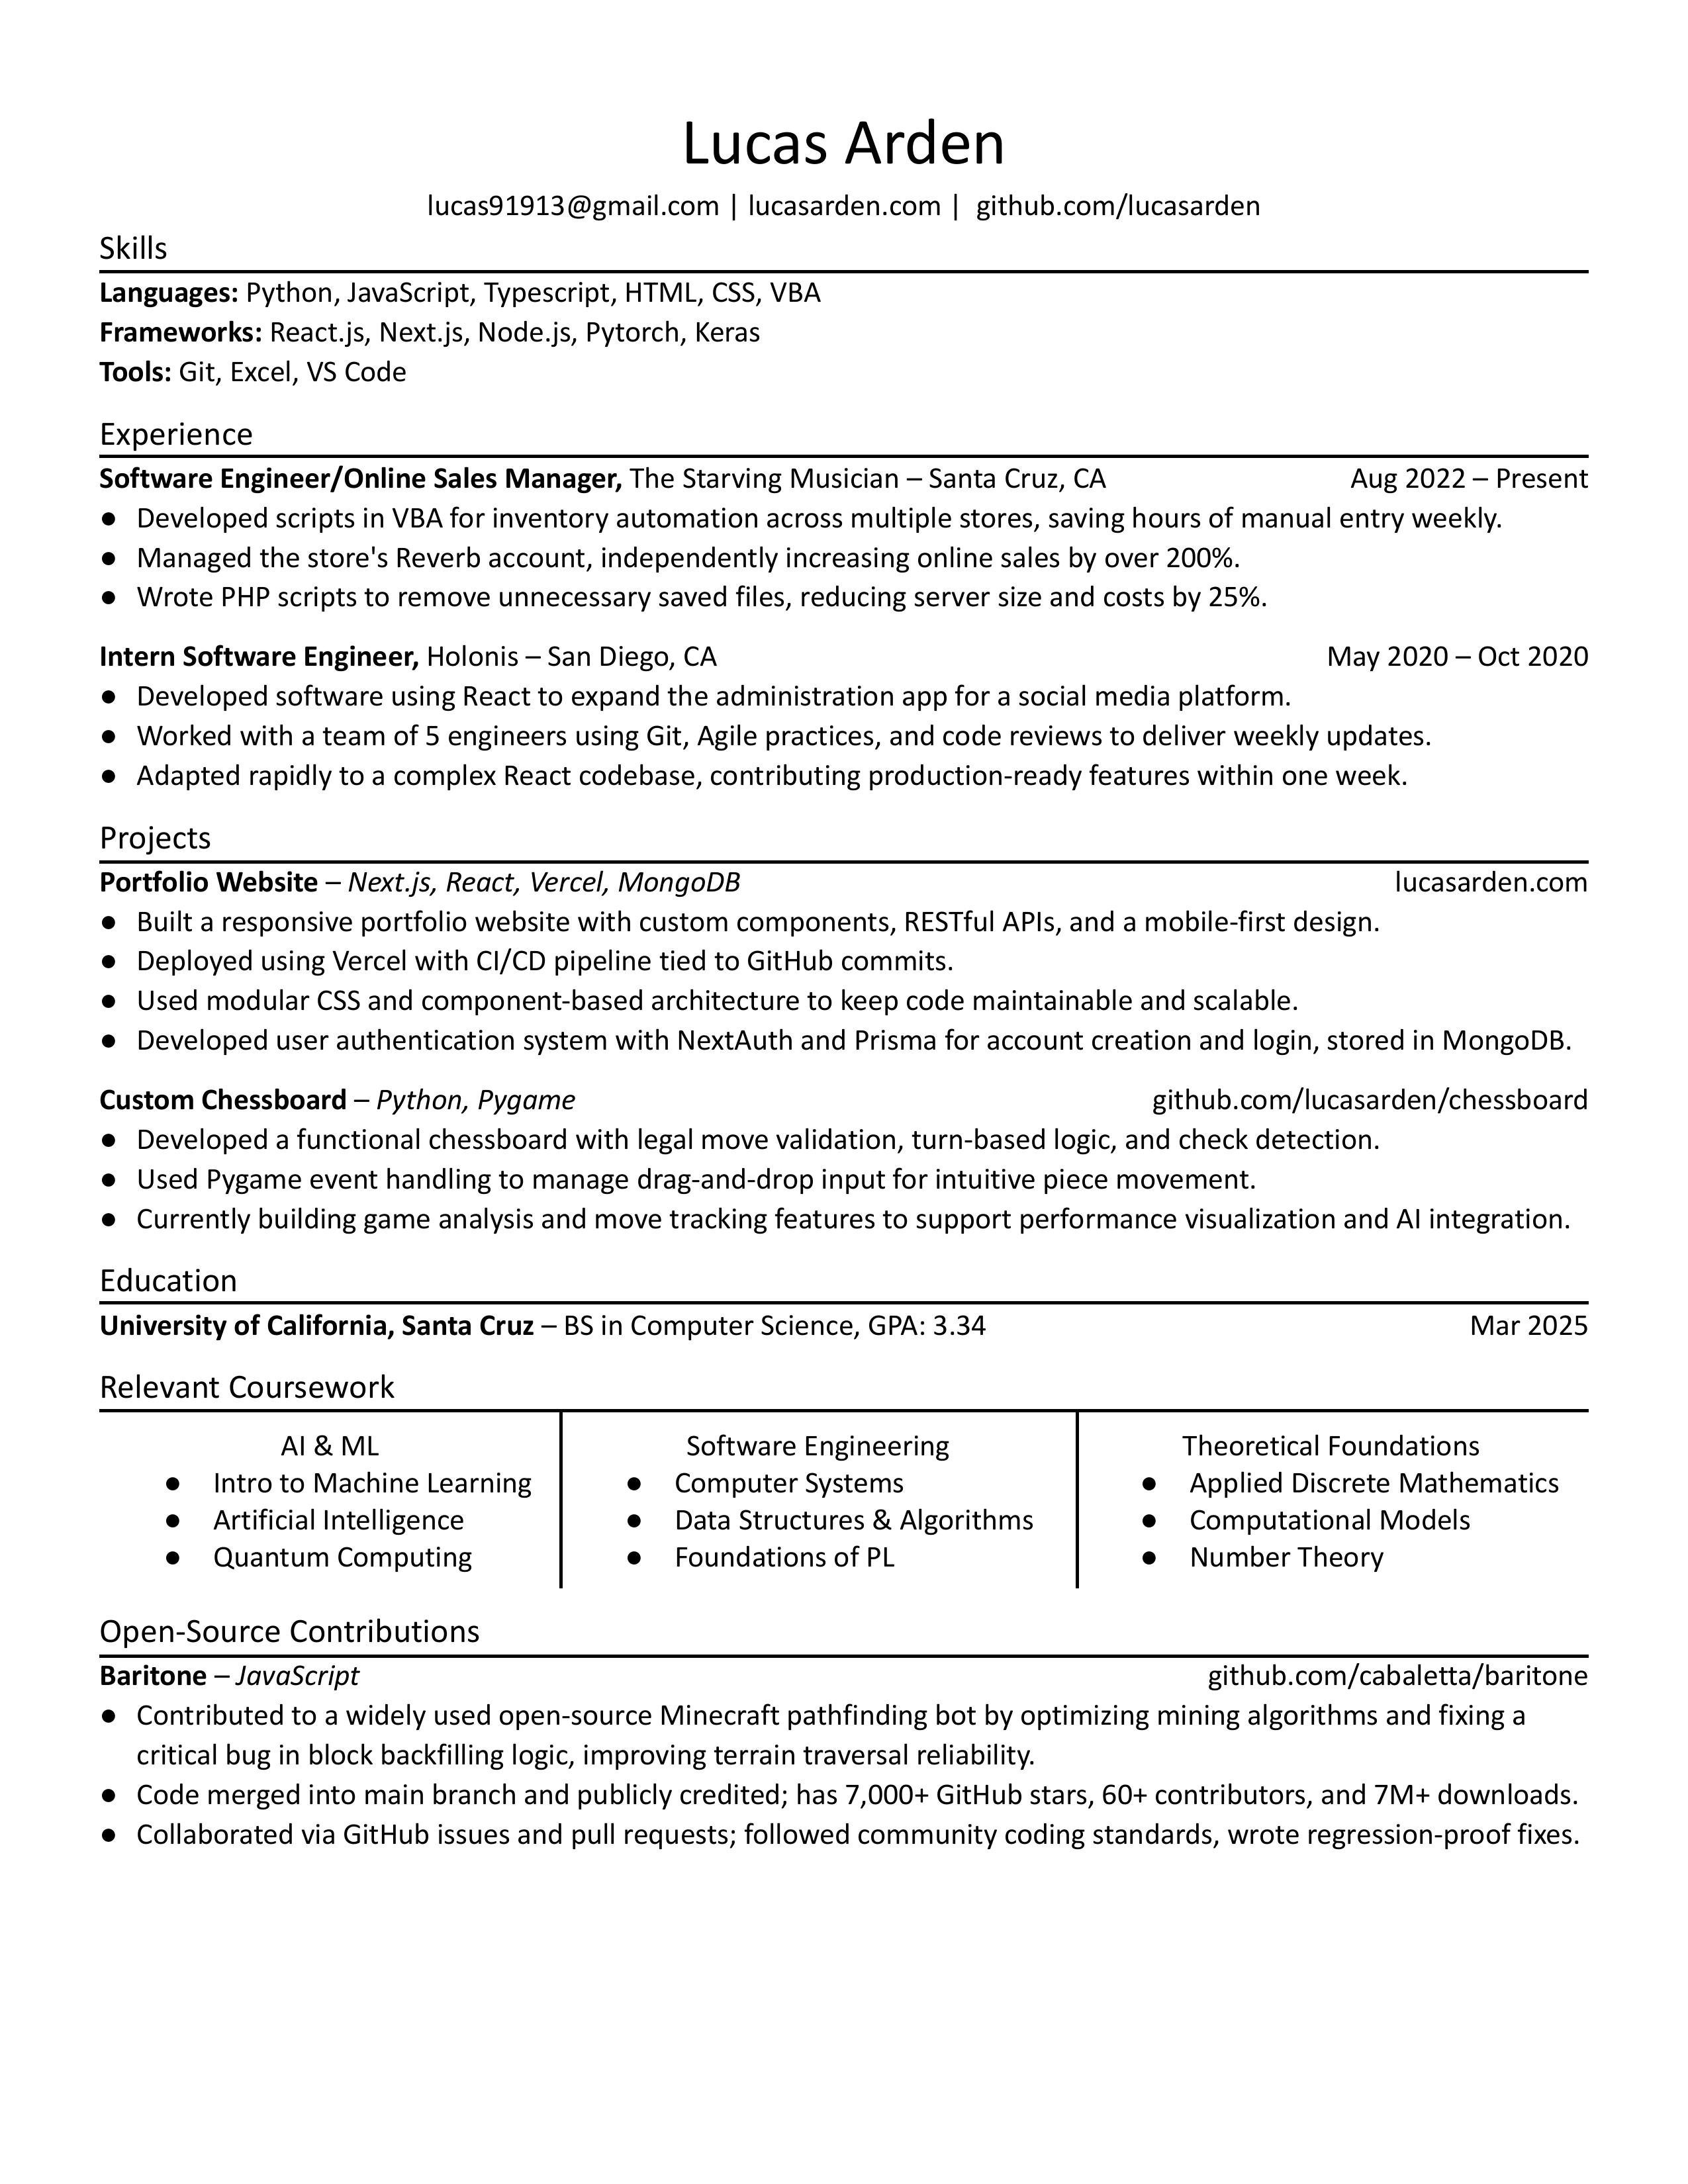 Lucas Arden
lucas91913@gmail.com | lucasarden.com | github.com/lucasarden
Skills
Languages: Python, JavaScript, Typescript, HTML, CSS, VBA
Frameworks: React.js, Next.js, Node.js, Pytorch, Keras
Tools: Git, Excel, VS Code
Experience
Software Engineer/Online Sales Manager, The Starving Musician – Santa Cruz, CA Aug 2022 – Present
● Developed scripts in VBA for inventory automation across multiple stores, saving hours of manual entry weekly.
● Managed the store's Reverb account, independently increasing online sales by over 200%.
● Wrote PHP scripts to remove unnecessary saved files, reducing server size and costs by 25%.
Intern Software Engineer, Holonis – San Diego, CA May 2020 – Oct 2020
● Developed software using React to expand the administration app for a social media platform.
● Worked with a team of 5 engineers using Git, Agile practices, and code reviews to deliver weekly updates.
● Adapted rapidly to a complex React codebase, contributing production-ready features within one week.
Projects
Portfolio Website – Next.js, React, Vercel, MongoDB lucasarden.com
● Built a responsive portfolio website with custom components, RESTful APIs, and a mobile-first design.
● Deployed using Vercel with CI/CD pipeline tied to GitHub commits.
● Used modular CSS and component-based architecture to keep code maintainable and scalable.
● Developed user authentication system with NextAuth and Prisma for account creation and login, stored in MongoDB.
Custom Chessboard – Python, Pygame github.com/lucasarden/chessboard
● Developed a functional chessboard with legal move validation, turn-based logic, and check detection.
● Used Pygame event handling to manage drag-and-drop input for intuitive piece movement.
● Currently building game analysis and move tracking features to support performance visualization and AI integration.
Education
University of California, Santa Cruz – BS in Computer Science, GPA: 3.34 Mar 2025
Relevant Coursework
AI & ML
● Intro to Machine Learning
● Artificial Intelligence
● Quantum Computing
Software Engineering
● Computer Systems
● Data Structures & Algorithms
● Foundations of PL
Theoretical Foundations
● Applied Discrete Mathematics
● Computational Models
● Number Theory
Open-Source Contributions
Baritone – JavaScript github.com/cabaletta/baritone
● Contributed to a widely used open-source Minecraft pathfinding bot by optimizing mining algorithms and fixing a
critical bug in block backfilling logic, improving terrain traversal reliability.
● Code merged into main branch and publicly credited; has 7,000+ GitHub stars, 60+ contributors, and 7M+ downloads.
● Collaborated via GitHub issues and pull requests; followed community coding standards, wrote regression-proof fixes.